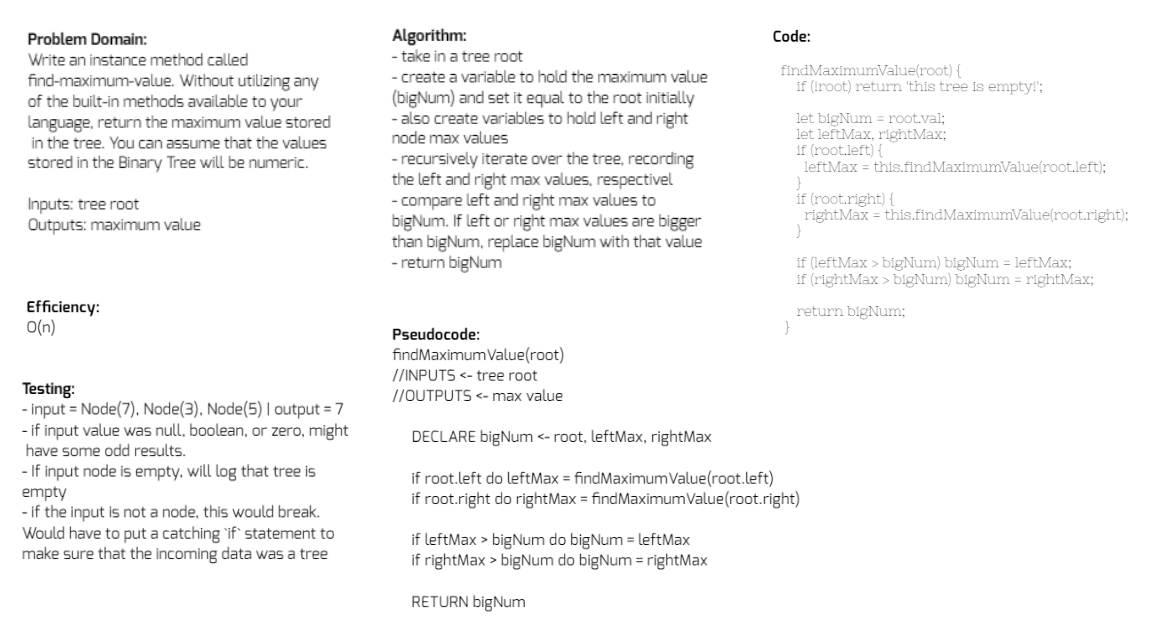 Problem Domain:
Write an instance method called
find-maximum-value. Without utilizing any
of the built-in methods available to your
language, return the maximum value stored
in the tree. You can assume that the values
stored in the Binary Tree will be numeric.
Inputs: tree root
Outputs: maximum value
Efficiency:
O(n)
Testing:
- input = Node(7), Node(3), Node(5) | output = 7
- if input value was null, boolean, or zero, might
have some odd results.
- If input node is empty, will log that tree is
empty
- if the input is not a node, this would break.
Would have to put a catching `if` statement to
make sure that the incoming data was a tree
Algorithm:
- take in a tree root
- create a variable to hold the maximum value
(bigNum) and set it equal to the root initially
- also create variables to hold left and right
node max values
- recursively iterate over the tree, recording
the left and right max values, respectivel
- compare left and right max values to
bigNum. If left or right max values are bigger
than bigNum, replace bigNum with that value
- return bigNum
Pseudocode:
findMaximumValue(root)
//INPUTS <- tree root
//OUTPUTS <- max value
DECLARE bigNum <- root, leftMax, rightMax
if root.left do leftMax = findMaximumValue(root.left)
if root.right do rightMax = findMaximumValue(root.right)
if leftMax > bigNum do bigNum = leftMax
if rightMax > bigNum do bigNum = rightMax
RETURN bigNum
Code:
findMaximumValue(root) {
if (!root) return 'this tree is empty!';
let bigNum = root.val;
let leftMax, rightMax;
if (root.left) {
leftMax = this.findMaximumValue(root.left);
}
if (root.right) {
rightMax = this.findMaximumValue(root.right);
}
if (leftMax > bigNum) bigNum = leftMax;
if (rightMax > bigNum) bigNum = rightMax;
return bigNum;
}